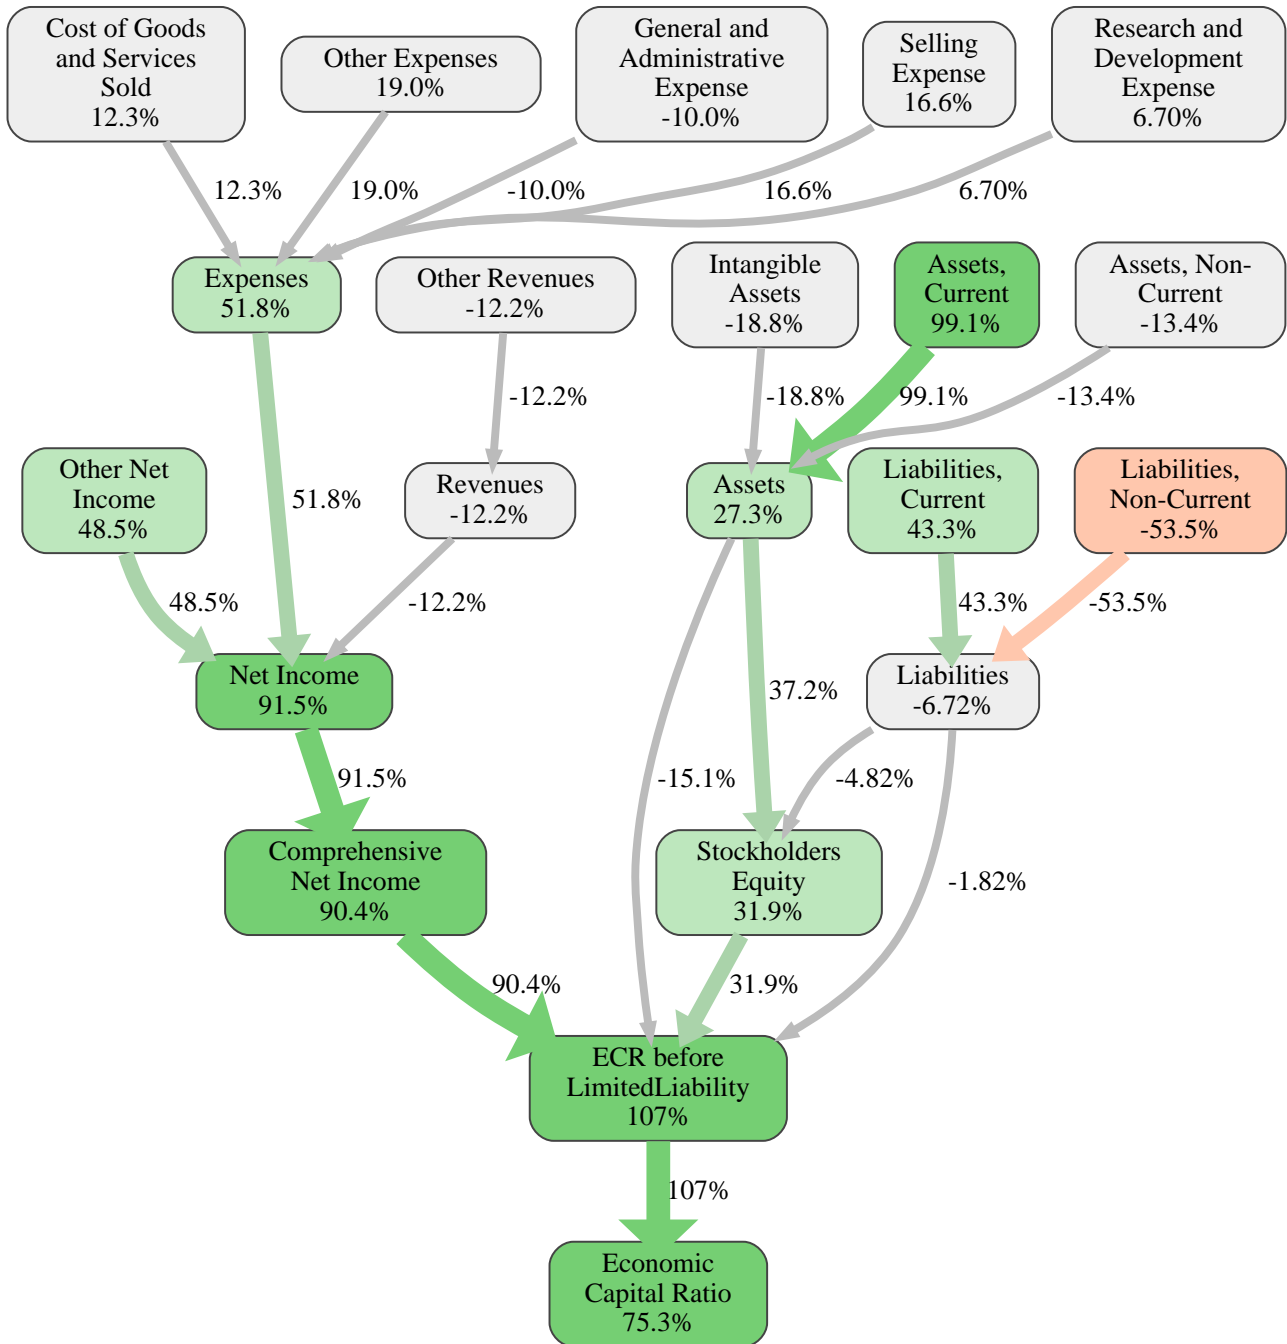 Cost of Goods
and Services
Sold
12.3%
Other Expenses
19.0%
General and
Administrative
Expense
-10.0%
Selling
Expense
16.6%
Research and
Development
Expense
6.70%
12.3%
19.0%
-10.0%
16.6%
6.70%
Expenses
51.8%
Other Revenues
-12.2%
Intangible
Assets
-18.8%
Assets,
Current
99.1%
Assets, Non-
Current
-13.4%
-12.2%
-18.8%
99.1%
-13.4%
Other Net
Income
48.5%
51.8%
Revenues
-12.2%
Assets
27.3%
Liabilities,
Current
43.3%
Liabilities,
Non-Current
-53.5%
48.5%
-12.2%
43.3%
-53.5%
Net Income
91.5%
37.2%
Liabilities
-6.72%
91.5%
-15.1%
-4.82%
Comprehensive
Net Income
90.4%
Stockholders
Equity
31.9%
-1.82%
90.4%
31.9%
ECR before
LimitedLiability
107%
107%
Economic
Capital Ratio
75.3%